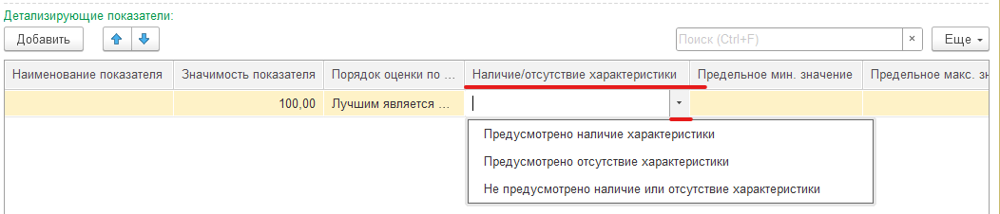 Детализирующие показатели:
Добавить Поиск (Ctrl+F) × Еще
Наименование показателя Значимость показателя Порядок оценки по ... Наличие/отсутствие характеристики Предельное мин. значение Предельное макс. зн
100,00 Лучшим является ...
Предусмотрено наличие характеристики
Предусмотрено отсутствие характеристики
Не предусмотрено наличие или отсутствие характеристики